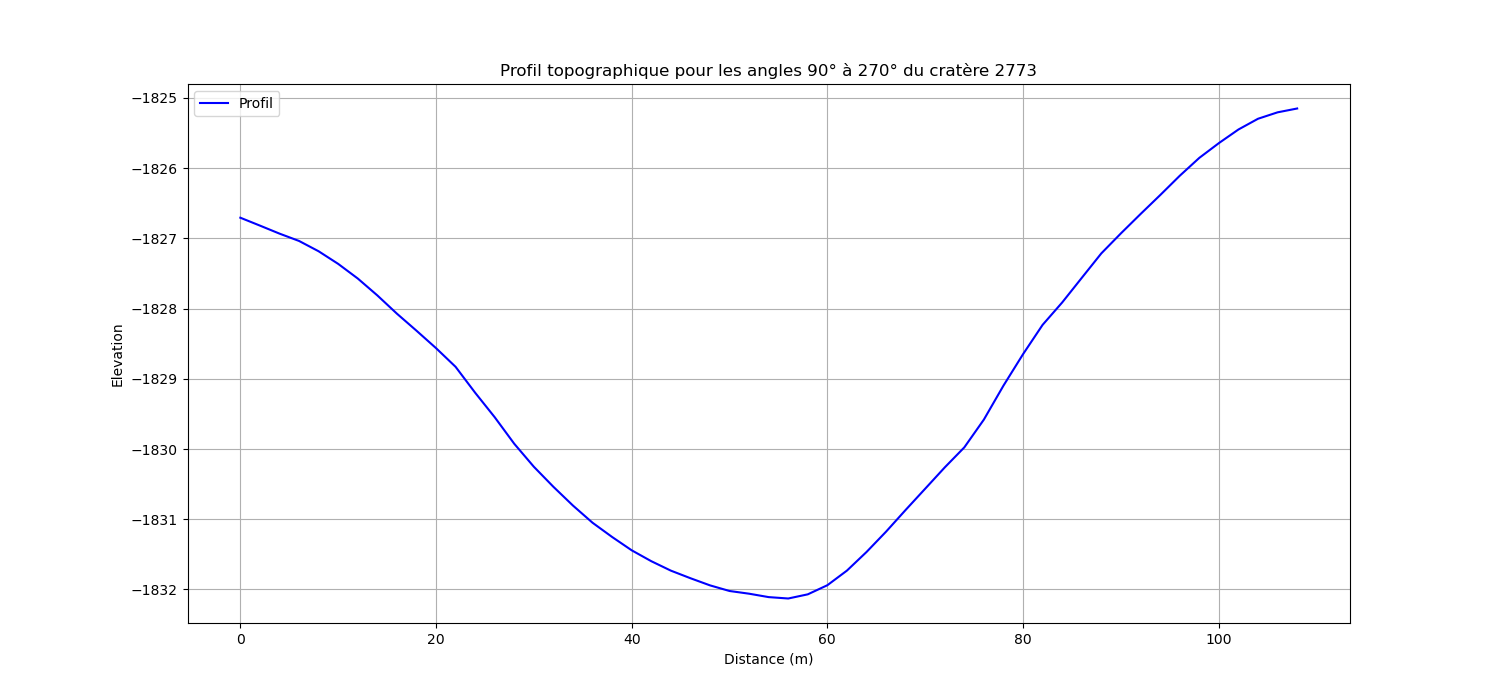 Profil topographique pour les angles 90° à 270° du cratère 2773
Profil
Elevation
−1825
−1826
−1827
−1828
−1829
−1830
−1831
−1832
0 20 40 60 80 100
Distance (m)